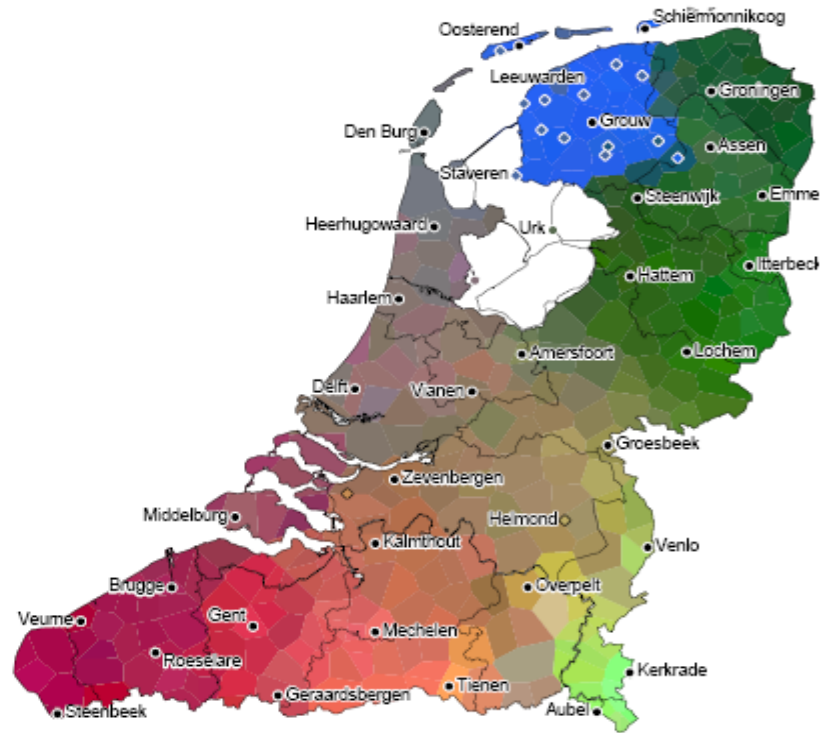 Schiermonnikoog
Oosterend
Leeuwarden
Groningen
Grouw
Den Burg
Assen
Staveren
Steenwijk
Emme
Heerhugowaard
Urk
Itterbeck
Hattem
Haarlem
Amersfoort
Lochem
Delft
Vianen
Groesbeek
Zevenbergen
Middelburg
Helmond
Kalmthout
Venlo
Brugge
Overpelt
Gent
Veurne
Mechelen
Roeselare
Kerkrade
Tienen
Geraardsbergen
Steenbeek
Aubel